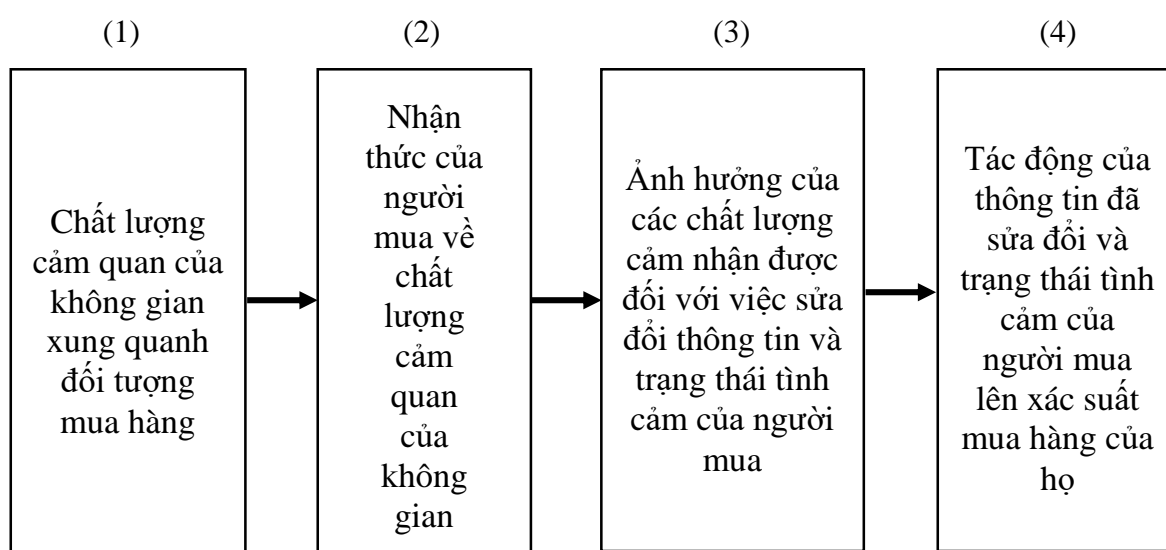 (1)
(2)
(3)
(4)
Chất lượng
cảm quan của
không gian
xung quanh
đối tượng
mua hàng
Nhận
thức của
người
mua về
chất
lượng
cảm
quan
của
không
gian
Ảnh hưởng của
các chất lượng
cảm nhận được
đối với việc sửa
đổi thông tin và
trạng thái tình
cảm của người
mua
Tác động của
thông tin đã
sửa đổi và
trạng thái tình
cảm của
người mua
lên xác suất
mua hàng của
họ